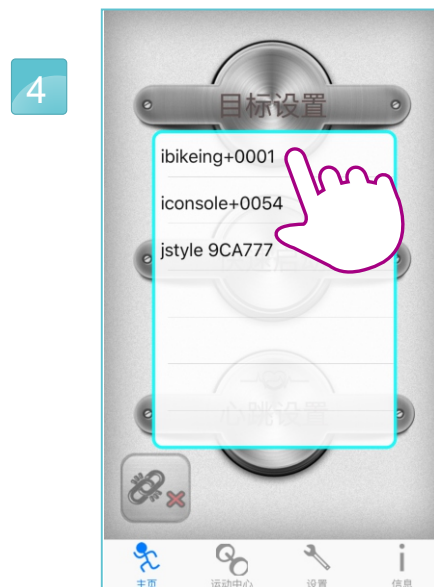 4
目标设置
ibikeing+0001
iconsole+0054
jstyle 9CA777
心跳设置
主页
运动中心
设置
信息